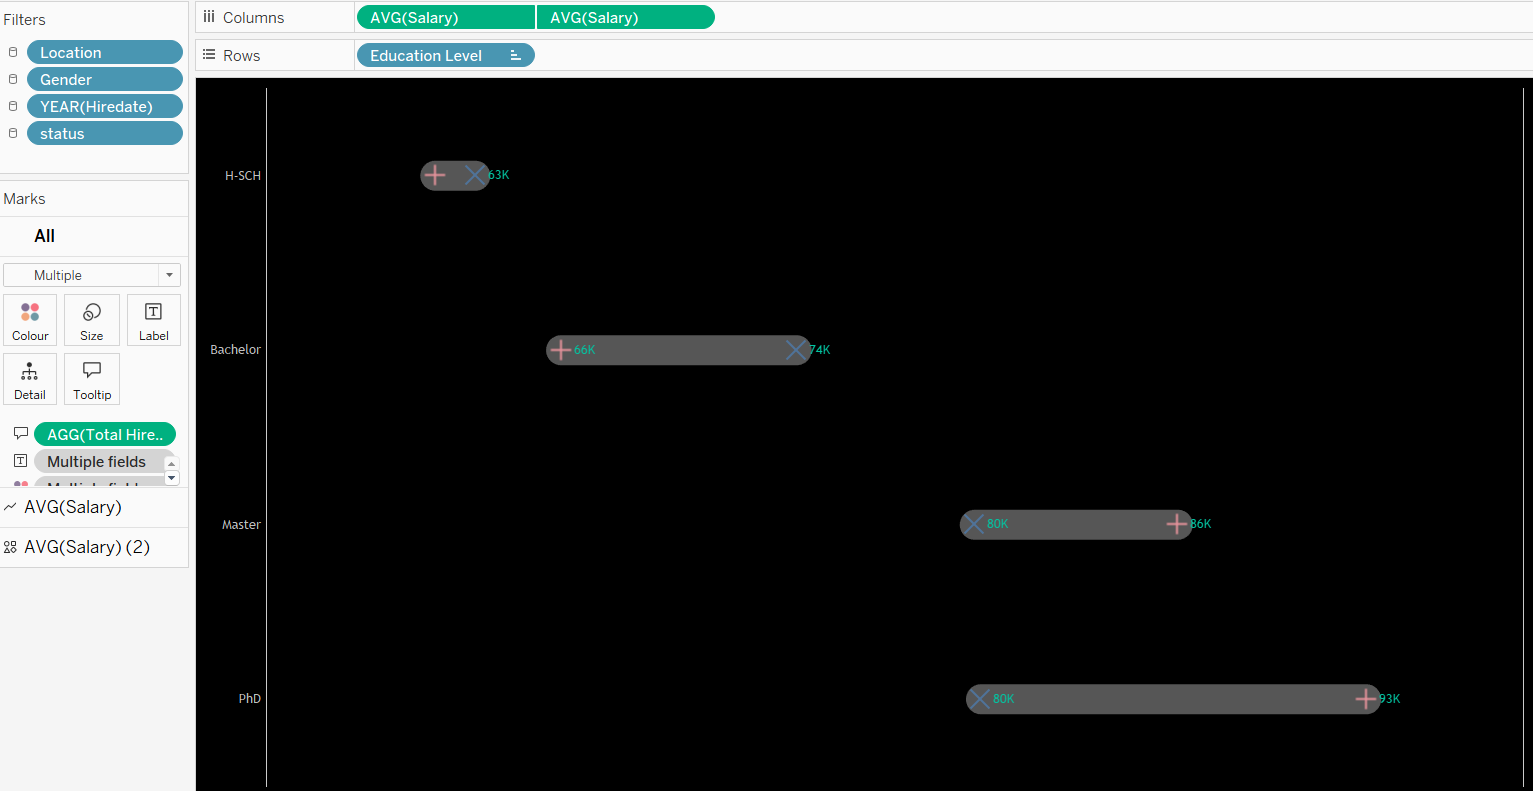 Filters
Location
Gender
YEAR(Hiredate)
status
Marks
All
Multiple
Colour
Size
Label
Detail
Tooltip
AGG(Total Hire..
Multiple fields
AVG(Salary)
AVG(Salary) (2)
Columns
AVG(Salary)
AVG(Salary)
Rows
Education Level
H-SCH
63K
Bachelor
66K
74K
Master
80K
86K
PhD
80K
93K